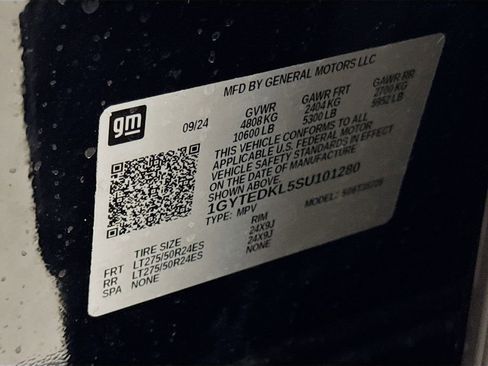 MFD BY GENERAL MOTORS LLC
gm
09/24
GVWR
4808 KG
10600 LB
GAWR FRT
2404 KG
5300 LB
GAWR RR
2700 KG
5952 LB
THIS VEHICLE CONFORMS TO ALL
APPLICABLE U.S. FEDERAL MOTOR
VEHICLE SAFETY STANDARDS IN EFFECT
ON THE DATE OF MANUFACTURE
SHOWN ABOVE.
1GYTEDKL5SU101280
TYPE: MPV
MODEL:
TIRE SIZE RIM
FRT LT275/50R24ES 24X9J
RR LT275/50R24ES 24X9J
SPA NONE NONE